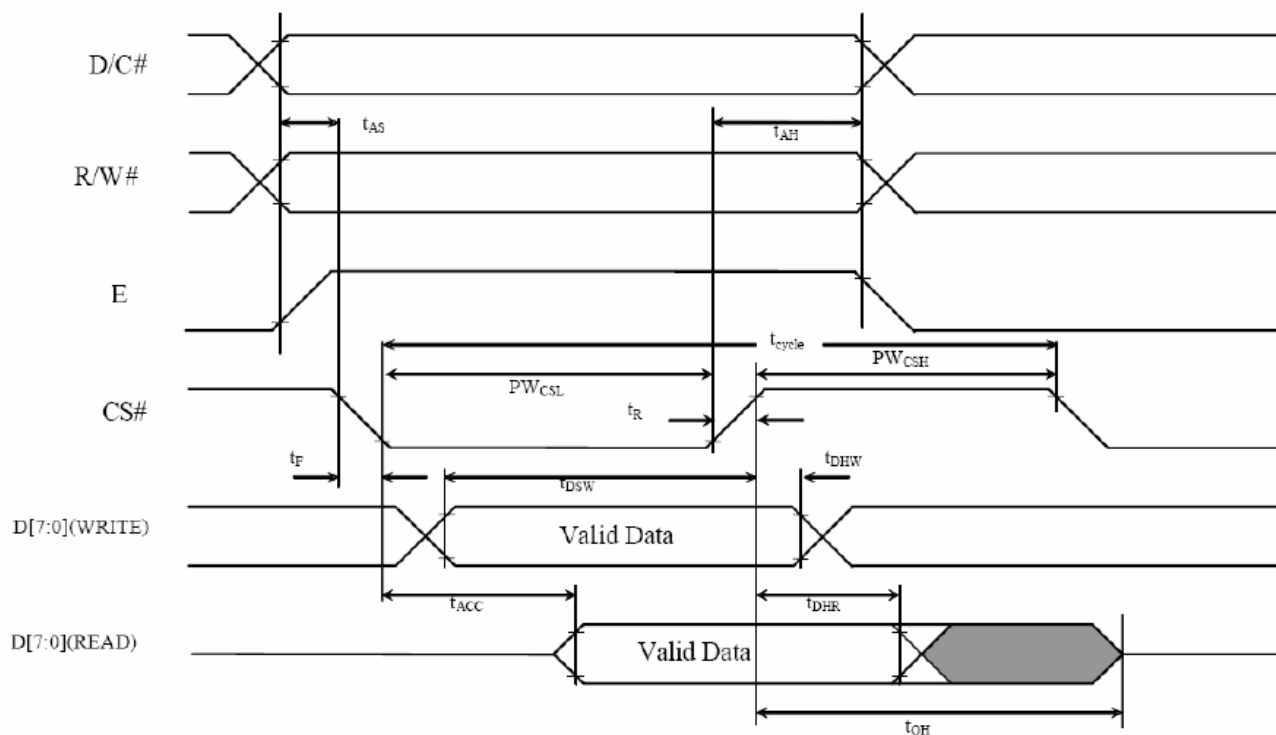 D/C#
tAS
tAH
R/W#
E
tcycle
PWCSL
PWCSH
CS#
tR
tF
tDSW
tDHW
D[7:0](WRITE)
Valid Data
tACC
tDHR
D[7:0](READ)
Valid Data
tOH